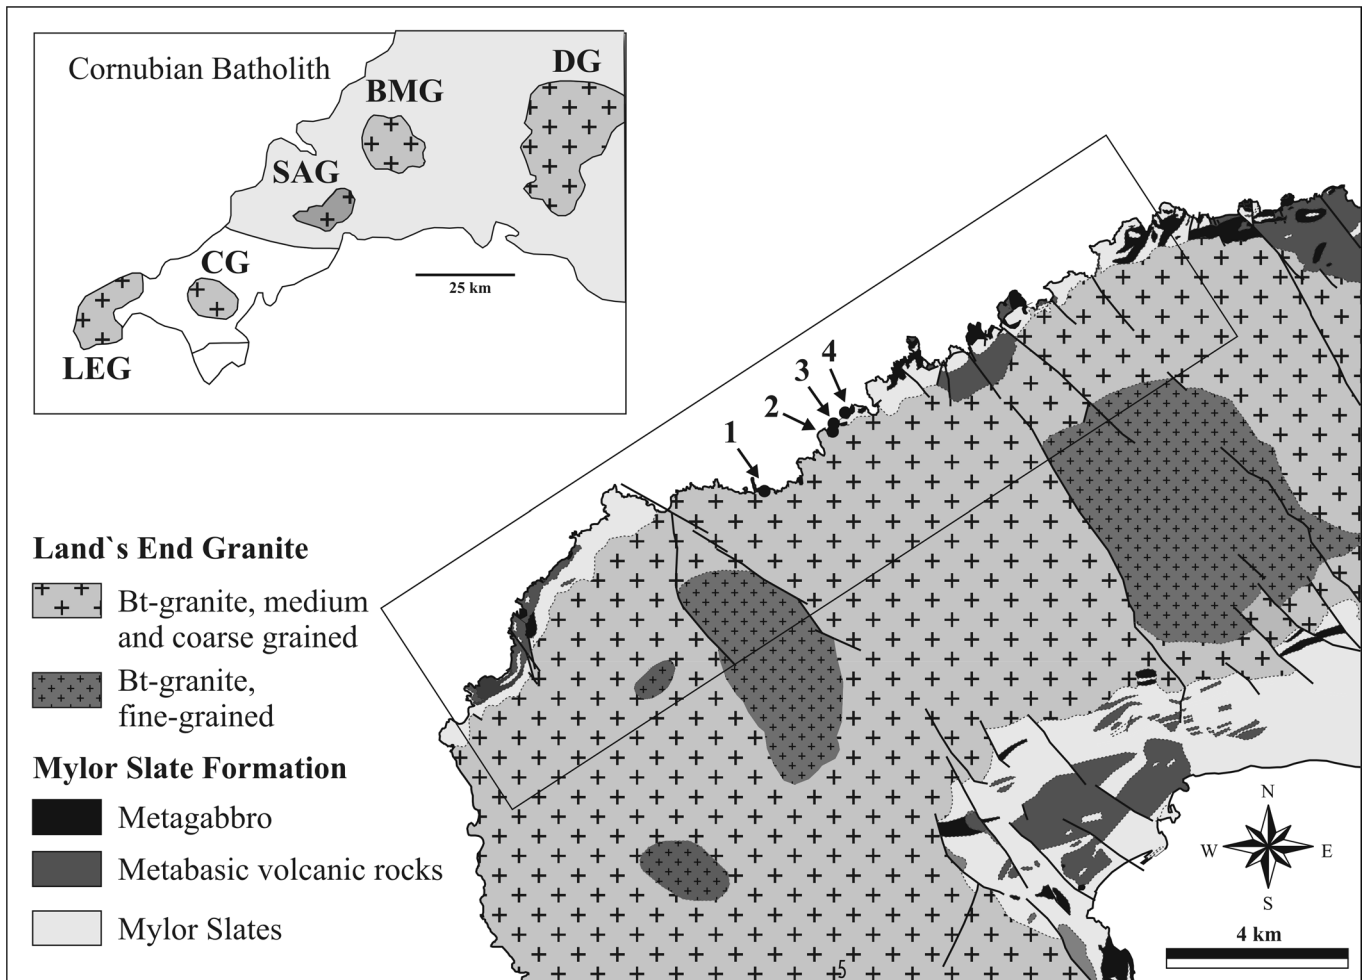 Cornubian Batholith
DG
BMG
SAG
CG
LEG
25 km
4
3
2
1
Land`s End Granite
Bt-granite, medium
and coarse grained
Bt-granite,
fine-grained
Mylor Slate Formation
Metagabbro
Metabasic volcanic rocks
Mylor Slates
N
W
E
S
4 km
5